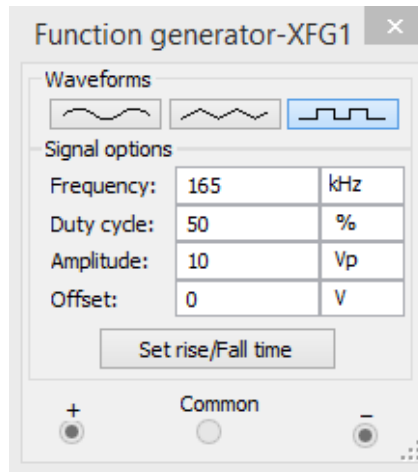 Function generator-XFG1
Waveforms
Signal options
Frequency: 165 kHz
Duty cycle: 50 %
Amplitude: 10 Vp
Offset: 0 V
Set rise/Fall time
+ Common −